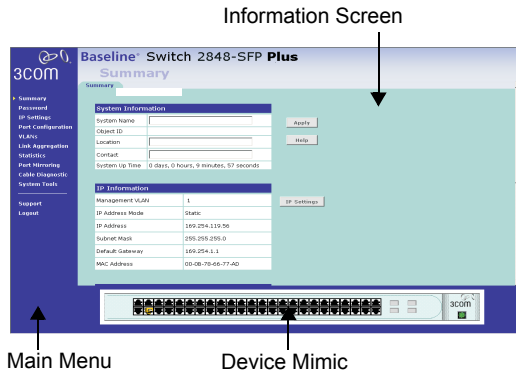 Information Screen
3com
Baseline Switch 2848-SFP Plus
Summary
Summary
Summary
Password
IP Settings
Port Configuration
VLANs
Link Aggregation
Statistics
Port Mirroring
Cable Diagnostic
System Tools
Support
Logout
System Information
System Name
Object ID
Location
Contact
System Up Time 0 days, 0 hours, 9 minutes, 57 seconds
Apply
Help
IP Information
Management VLAN 1
IP Address Mode Static
IP Address 169.254.119.56
Subnet Mask 255.255.255.0
Default Gateway 169.254.1.1
MAC Address 00-0B-70-66-77-AD
IP Settings
3com
Main Menu
Device Mimic